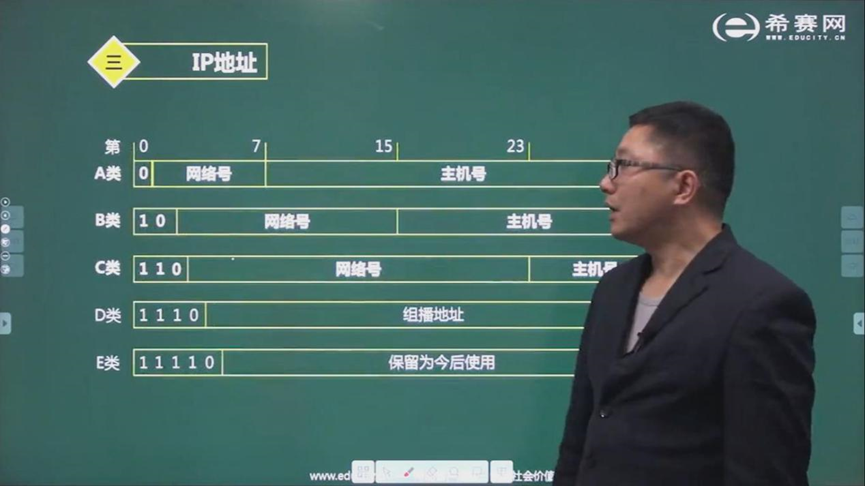 希赛网
WWW.EDUCITY.CN
三 IP地址
第 0 7 15 23
A类 0 网络号 主机号
B类 1 0 网络号 主机号
C类 1 1 0 网络号 主机号
D类 1 1 1 0 组播地址
E类 1 1 1 1 0 保留为今后使用
www.ed 社会价值